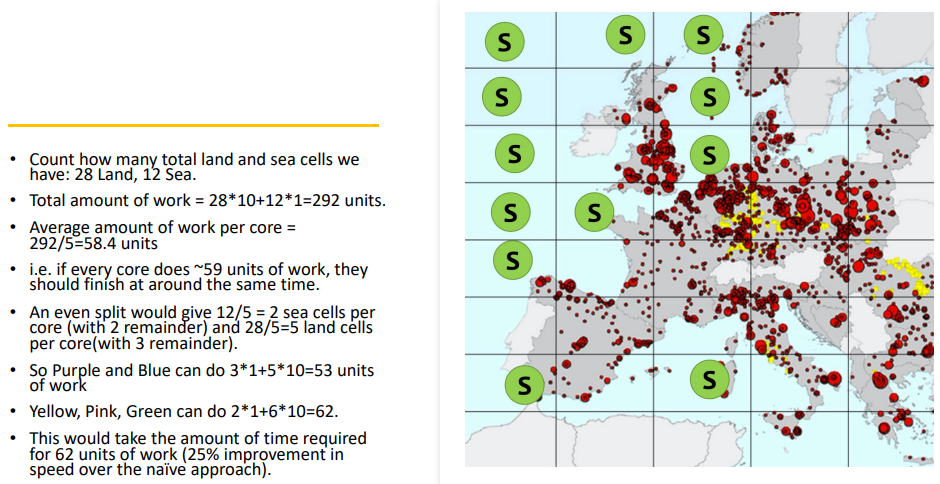 • Count how many total land and sea cells we
have: 28 Land, 12 Sea.
• Total amount of work = 28*10+12*1=292 units.
• Average amount of work per core =
292/5=58.4 units
• i.e. if every core does ~59 units of work, they
should finish at around the same time.
• An even split would give 12/5 = 2 sea cells per
core (with 2 remainder) and 28/5=5 land cells
per core(with 3 remainder).
• So Purple and Blue can do 3*1+5*10=53 units
of work
• Yellow, Pink, Green can do 2*1+6*10=62.
• This would take the amount of time required
for 62 units of work (25% improvement in
speed over the naïve approach).
S S S
S S
S S
S S
S
S S